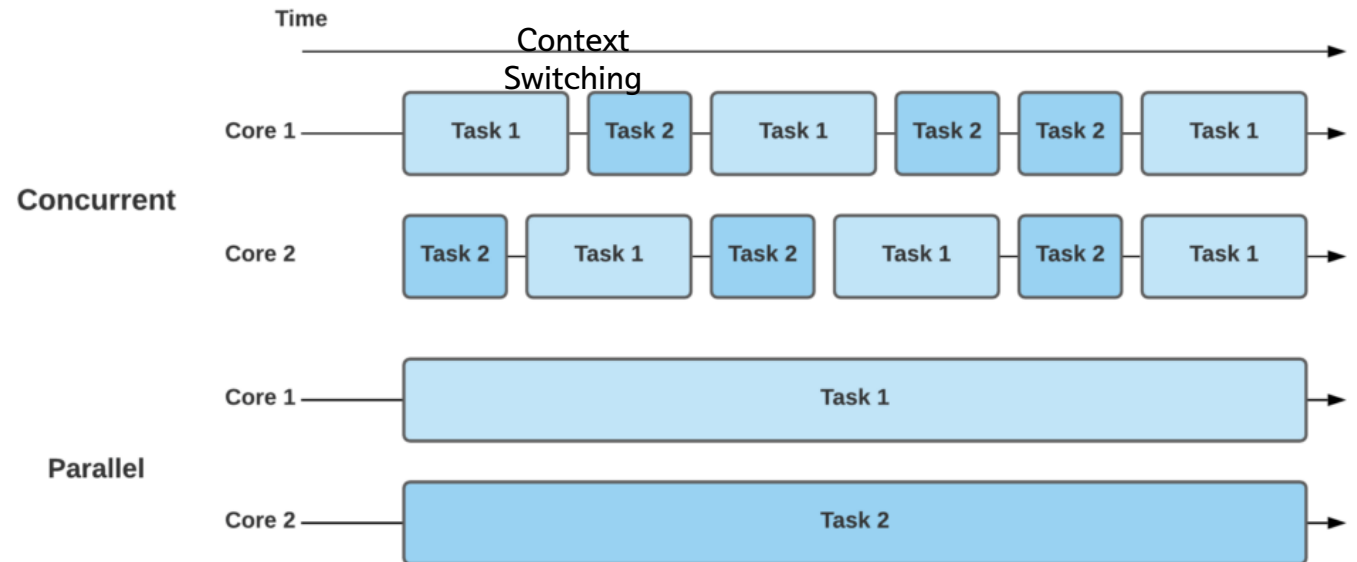 Time
Context
Switching
Core 1
Task 1
Task 2
Task 1
Task 2
Task 2
Task 1
Concurrent
Core 2
Task 2
Task 1
Task 2
Task 1
Task 2
Task 1
Core 1
Task 1
Parallel
Core 2
Task 2